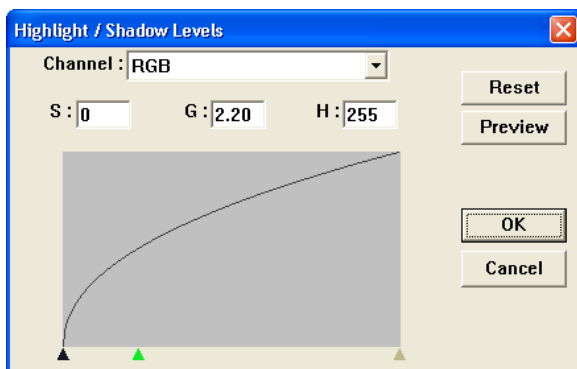 Highlight / Shadow Levels
Channel : RGB
S : 0 G : 2.20 H : 255
Reset
Preview
OK
Cancel